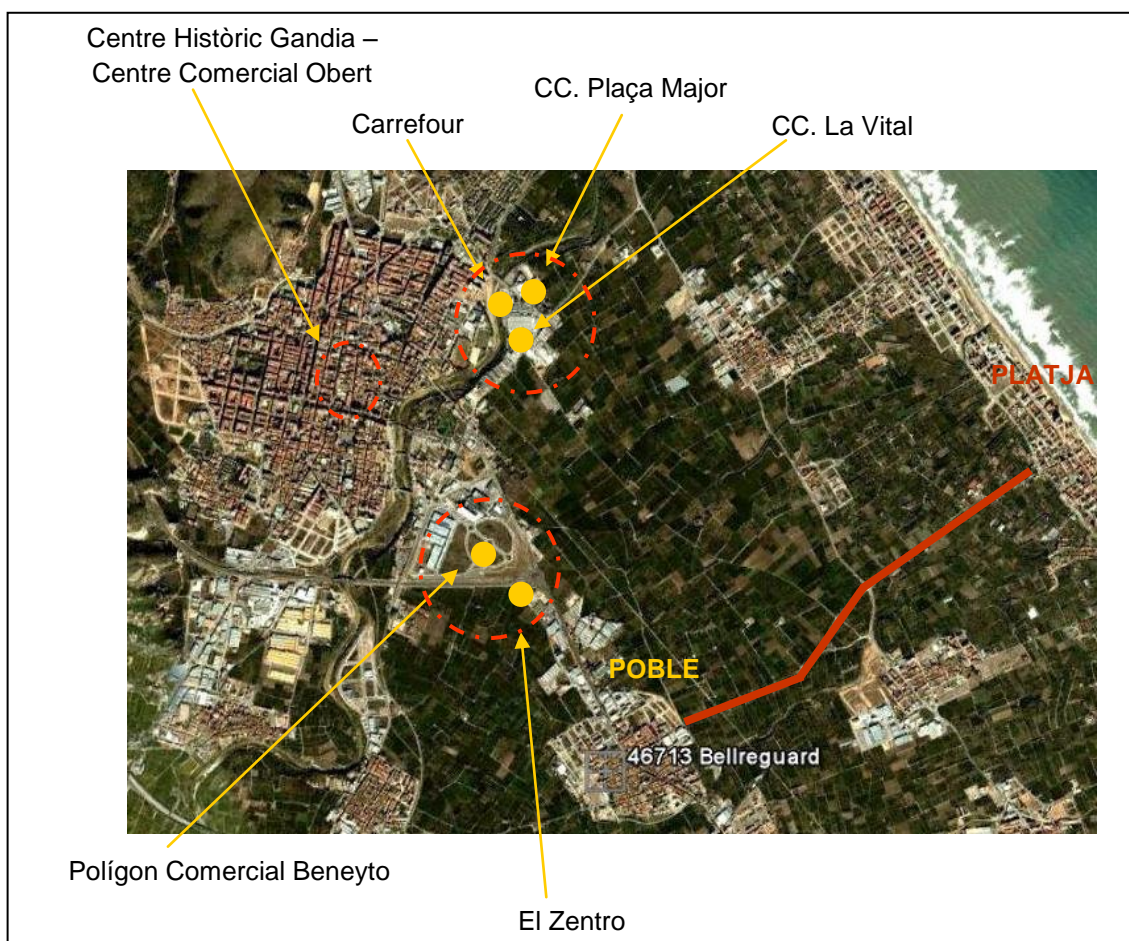 Centre Històric Gandia –
Centre Comercial Obert
CC. Plaça Major
Carrefour
CC. La Vital
PLATJA
POBLE
46713 Bellreguard
Polígon Comercial Beneyto
El Zentro